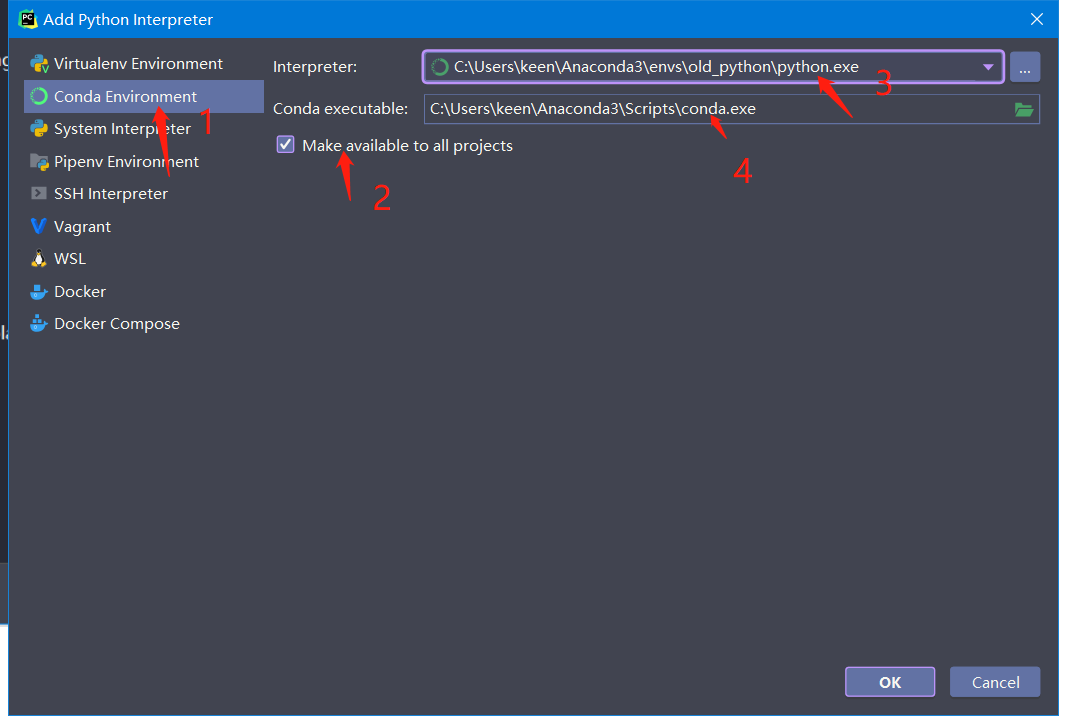 PC Add Python Interpreter
Virtualenv Environment
Conda Environment 1
System Interpreter
Pipenv Environment
SSH Interpreter
Vagrant
WSL
Docker
Docker Compose
Interpreter: C:\Users\keen\Anaconda3\envs\old_python\python.exe ...
3
Conda executable: C:\Users\keen\Anaconda3\Scripts\conda.exe
4
Make available to all projects
2
OK Cancel